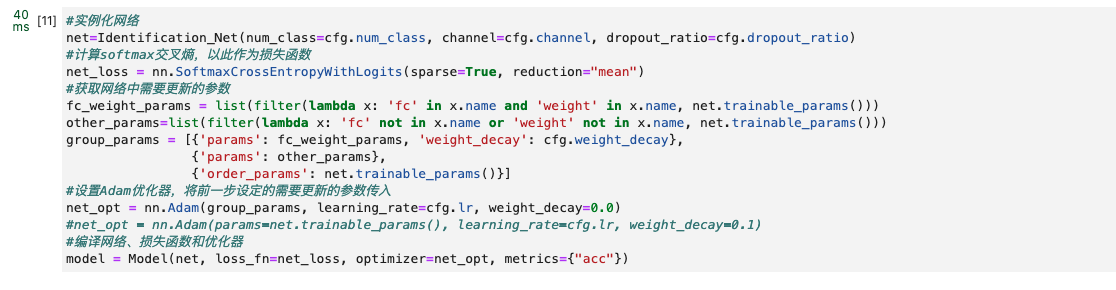 40
ms
[11] #实例化网络
net=Identification_Net(num_class=cfg.num_class, channel=cfg.channel, dropout_ratio=cfg.dropout_ratio)
#计算softmax交叉熵，以此作为损失函数
net_loss = nn.SoftmaxCrossEntropyWithLogits(sparse=True, reduction="mean")
#获取网络中需要更新的参数
fc_weight_params = list(filter(lambda x: 'fc' in x.name and 'weight' in x.name, net.trainable_params()))
other_params=list(filter(lambda x: 'fc' not in x.name or 'weight' not in x.name, net.trainable_params()))
group_params = [{'params': fc_weight_params, 'weight_decay': cfg.weight_decay},
                {'params': other_params},
                {'order_params': net.trainable_params()}]
#设置Adam优化器，将前一步设定的需要更新的参数传入
net_opt = nn.Adam(group_params, learning_rate=cfg.lr, weight_decay=0.0)
#net_opt = nn.Adam(params=net.trainable_params(), learning_rate=cfg.lr, weight_decay=0.1)
#编译网络、损失函数和优化器
model = Model(net, loss_fn=net_loss, optimizer=net_opt, metrics={"acc"})